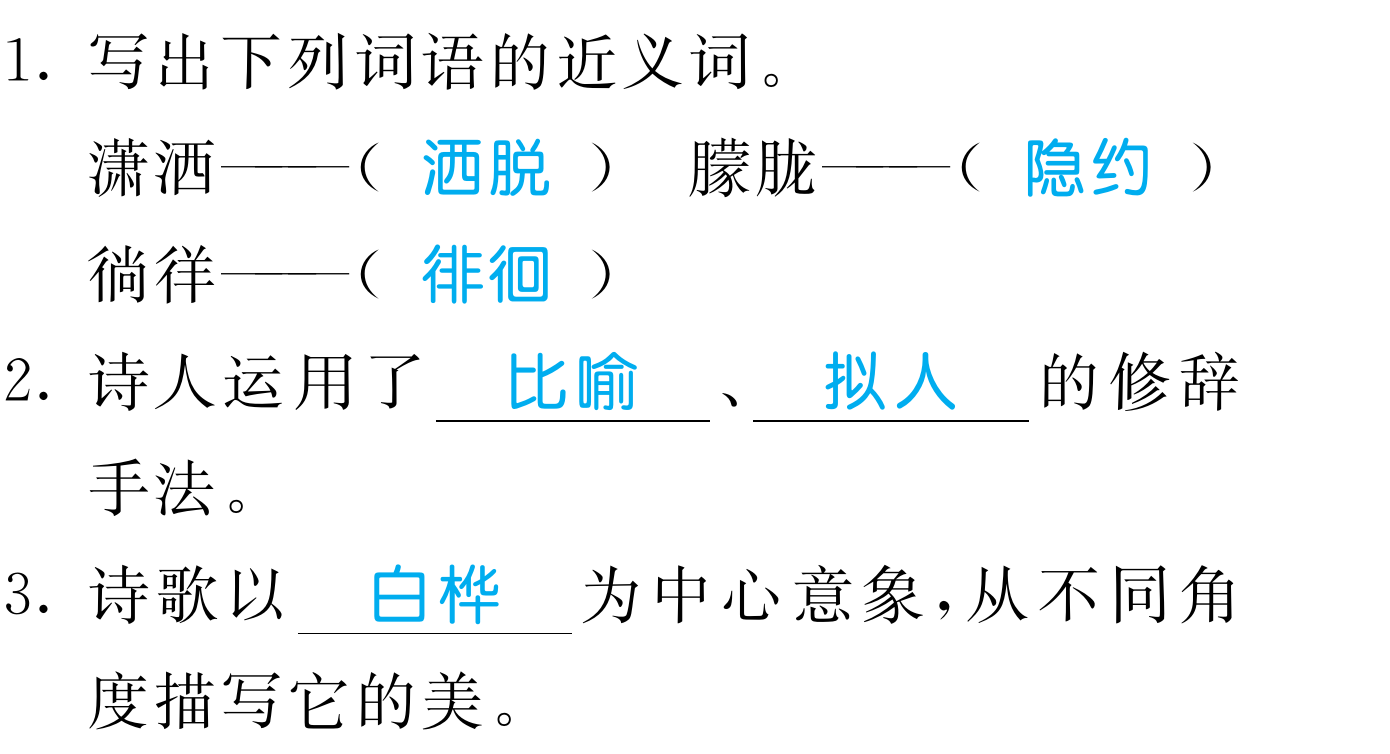 1. 写出下列词语的近义词。
潇洒——( 洒脱 ) 朦胧——( 隐约 )
徜徉——( 徘徊 )
2. 诗人运用了 比喻 、 拟人 的修辞
手法。
3. 诗歌以 白桦 为中心意象,从不同角
度描写它的美。